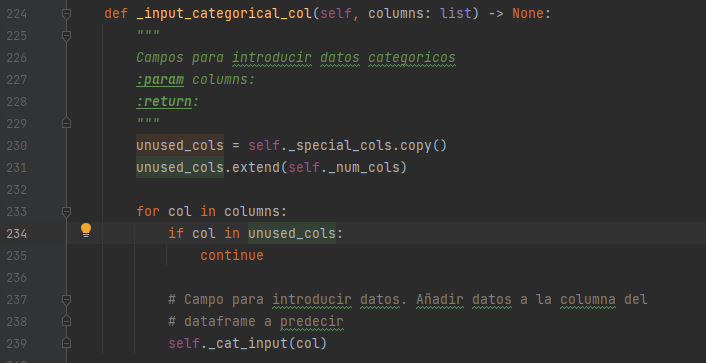 224 def _input_categorical_col(self, columns: list) -> None:
225 """
226 Campos para introducir datos categoricos
227 :param columns:
228 :return:
229 """
230 unused_cols = self._special_cols.copy()
231 unused_cols.extend(self._num_cols)
232
233 for col in columns:
234 if col in unused_cols:
235 continue
236
237 # Campo para introducir datos. Añadir datos a la columna del
238 # dataframe a predecir
239 self._cat_input(col)